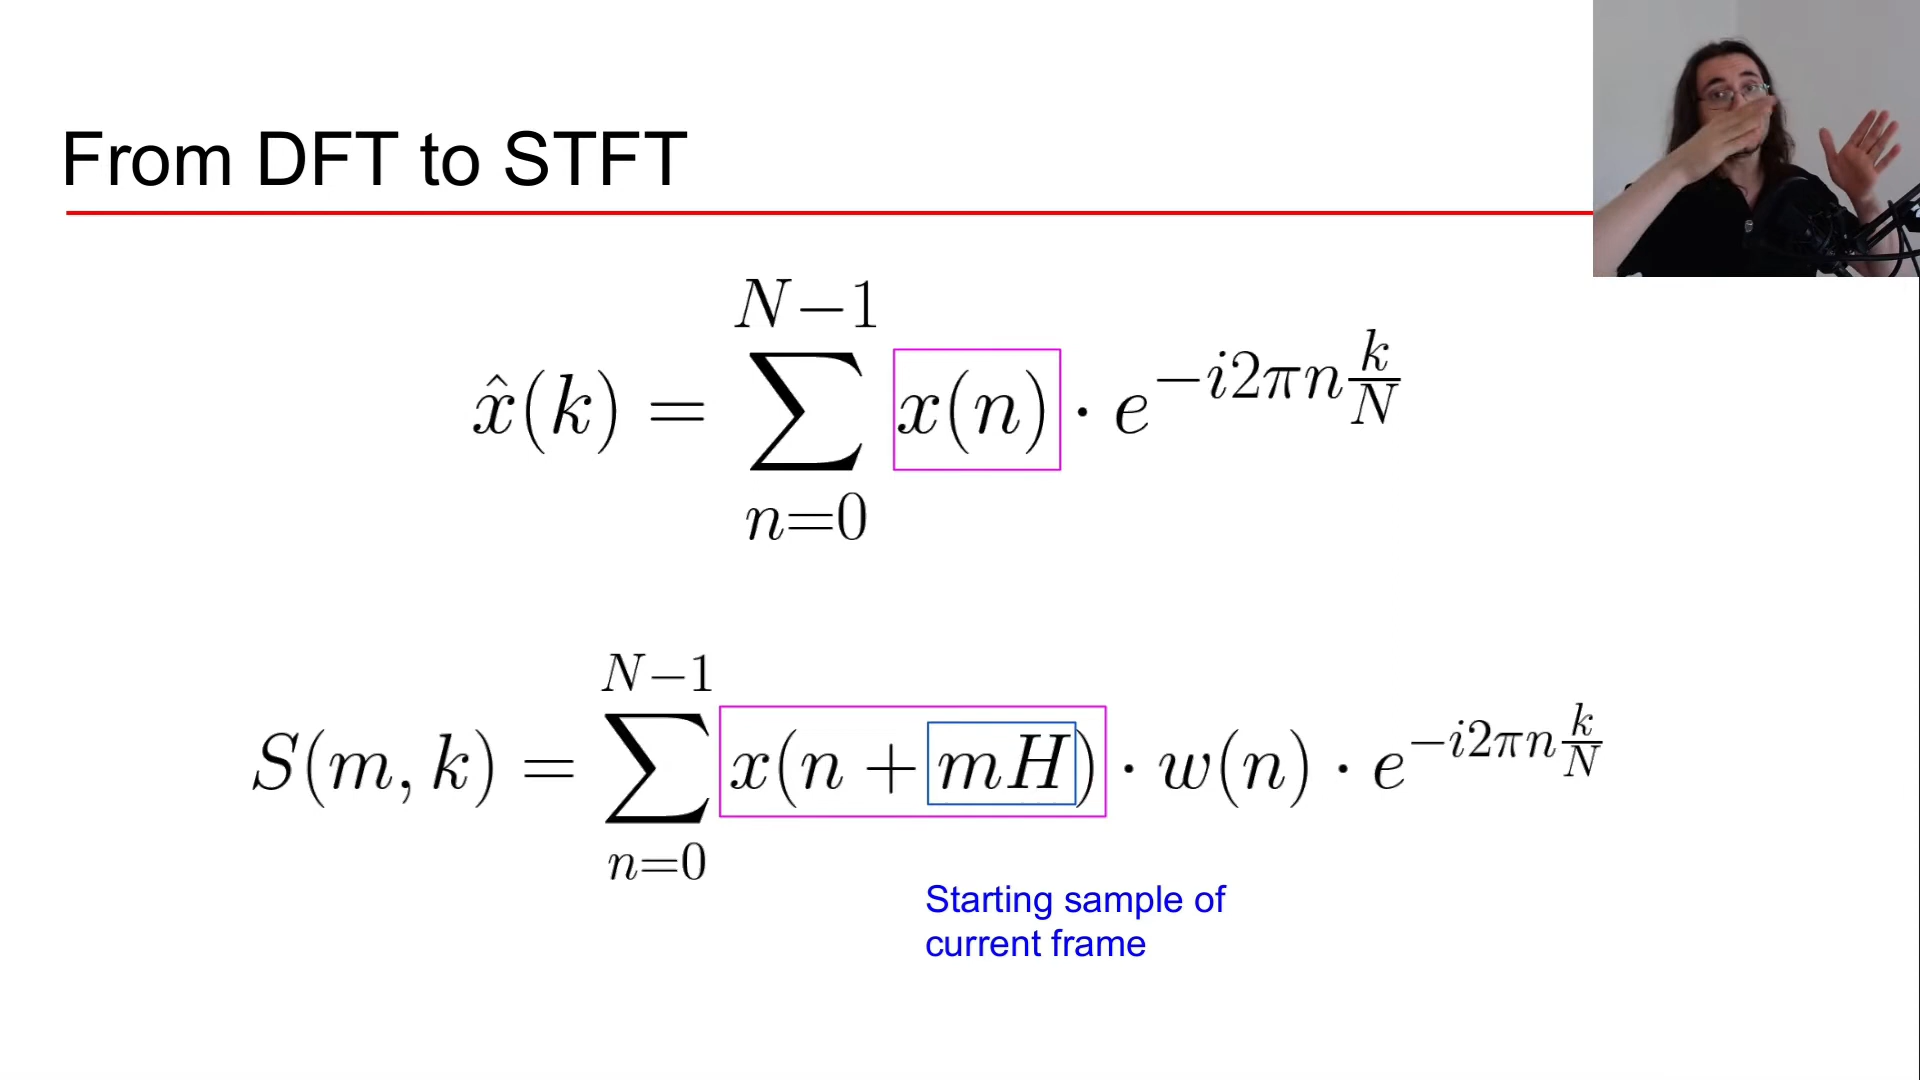 From DFT to STFT
$\hat{x}(k) = \sum_{n=0}^{N-1} x(n) \cdot e^{-i2\pi n\frac{k}{N}}$
$S(m, k) = \sum_{n=0}^{N-1} x(n + mH) \cdot w(n) \cdot e^{-i2\pi n\frac{k}{N}}$
Starting sample of
current frame